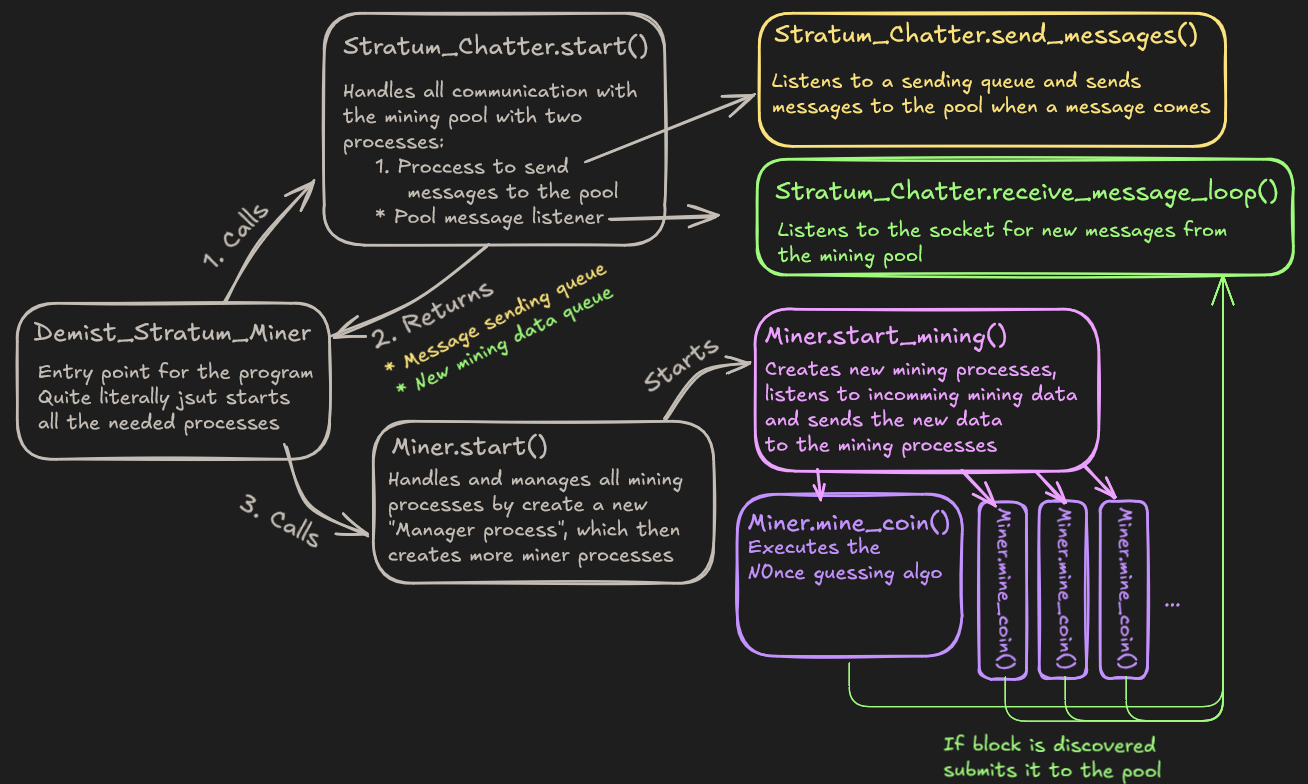 Stratum_Chatter.start()
Handles all communication with
the mining pool with two
processes:
1. Proccess to send
messages to the pool
* Pool message listener
Stratum_Chatter.send_messages()
Listens to a sending queue and sends
messages to the pool when a message comes
Stratum_Chatter.receive_message_loop()
Listens to the socket for new messages from
the mining pool
1. Calls
2. Returns
* Message sending queue
* New mining data queue
Demist_Stratum_Miner
Entry point for the program
Quite literally jsut starts
all the needed processes
3. Calls
Miner.start()
Handles and manages all mining
processes by create a new
"Manager process", which then
creates more miner processes
Starts
Miner.start_mining()
Creates new mining processes,
listens to incomming mining data
and sends the new data
to the mining processes
Miner.mine_coin()
Executes the
NOnce guessing algo
Miner.mine_coin()
Miner.mine_coin()
Miner.mine_coin()
...
If block is discovered
submits it to the pool